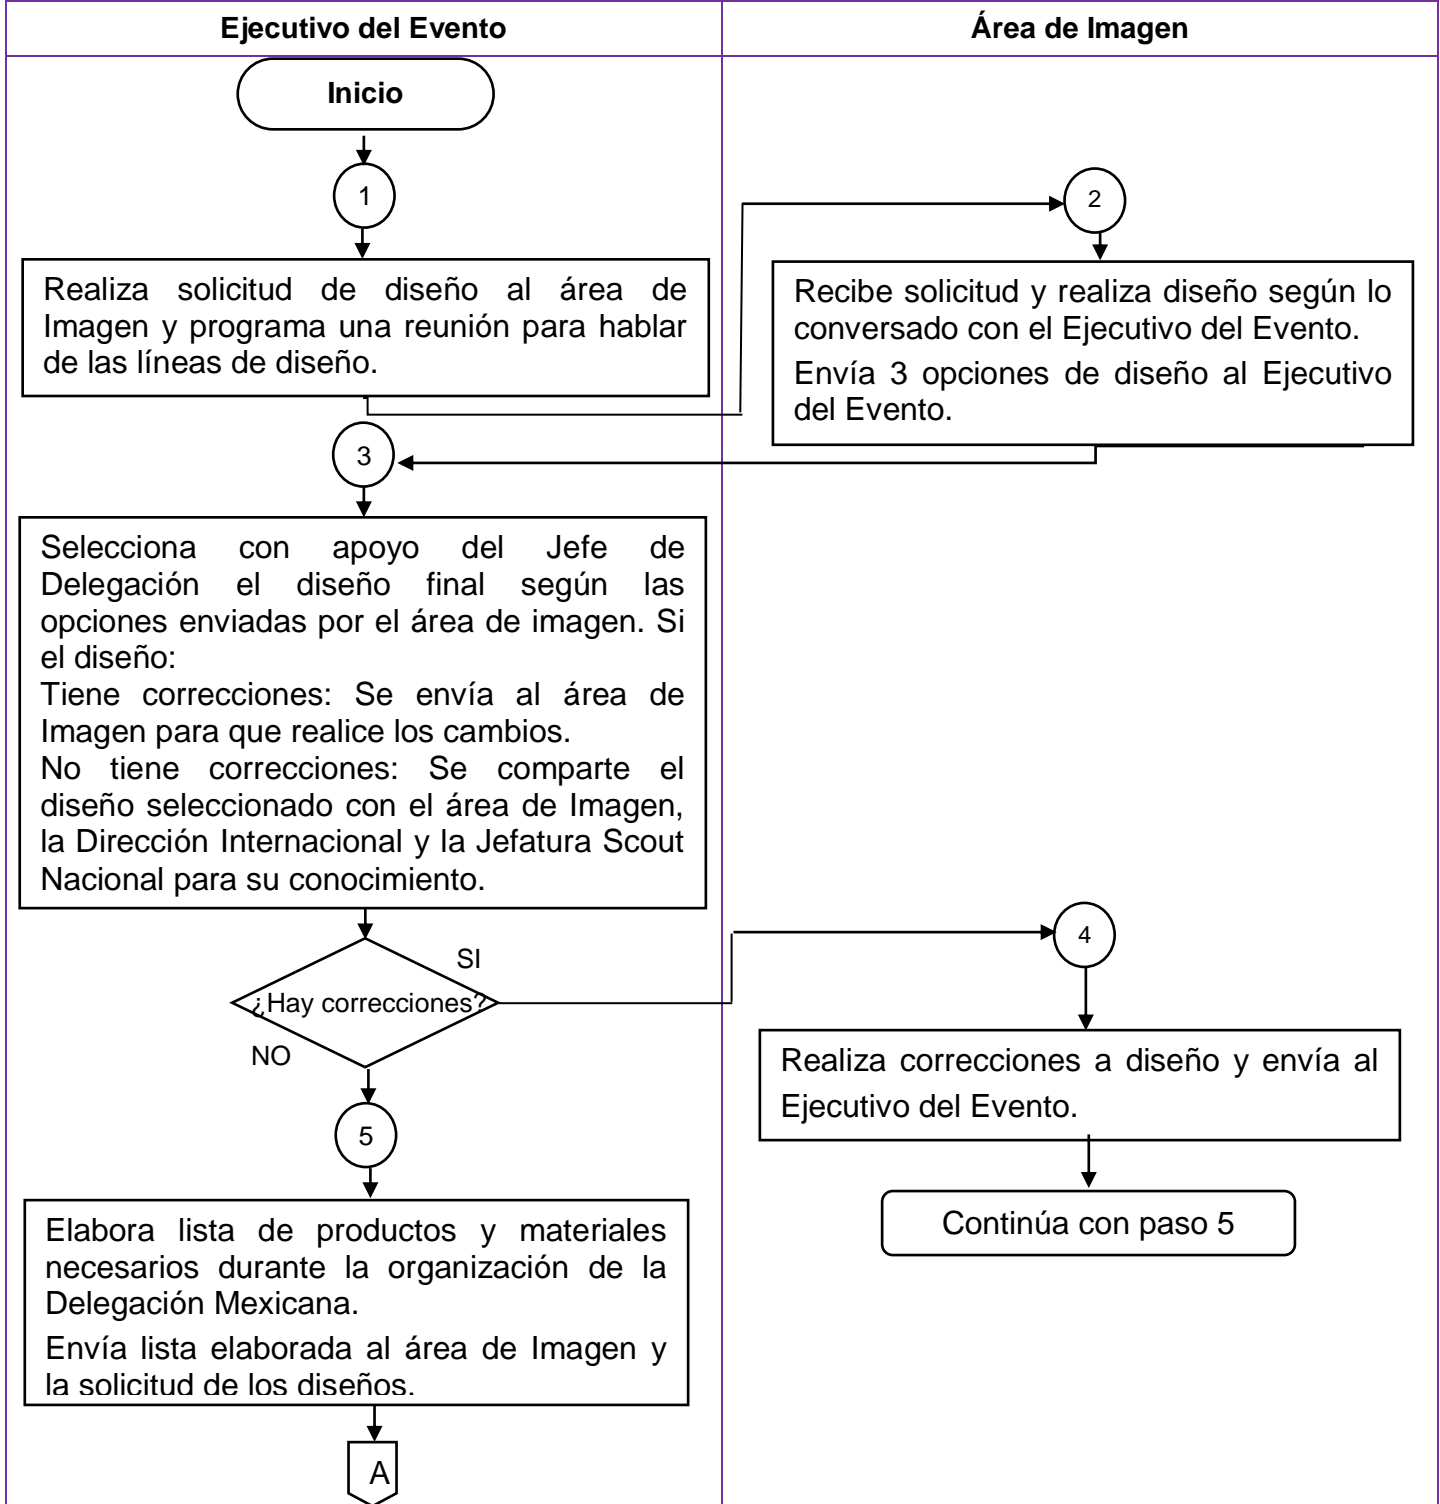 Ejecutivo del Evento
Área de Imagen
Inicio
1
2
Realiza solicitud de diseño al área de
Imagen y programa una reunión para hablar
de las líneas de diseño.
Recibe solicitud y realiza diseño según lo
conversado con el Ejecutivo del Evento.
Envía 3 opciones de diseño al Ejecutivo
del Evento.
3
Selecciona con apoyo del Jefe de
Delegación el diseño final según las
opciones enviadas por el área de imagen. Si
el diseño:
Tiene correcciones: Se envía al área de
Imagen para que realice los cambios.
No tiene correcciones: Se comparte el
diseño seleccionado con el área de Imagen,
la Dirección Internacional y la Jefatura Scout
Nacional para su conocimiento.
¿Hay correcciones?
SI
NO
4
Realiza correcciones a diseño y envía al
Ejecutivo del Evento.
Continúa con paso 5
5
Elabora lista de productos y materiales
necesarios durante la organización de la
Delegación Mexicana.
Envía lista elaborada al área de Imagen y
la solicitud de los diseños.
A